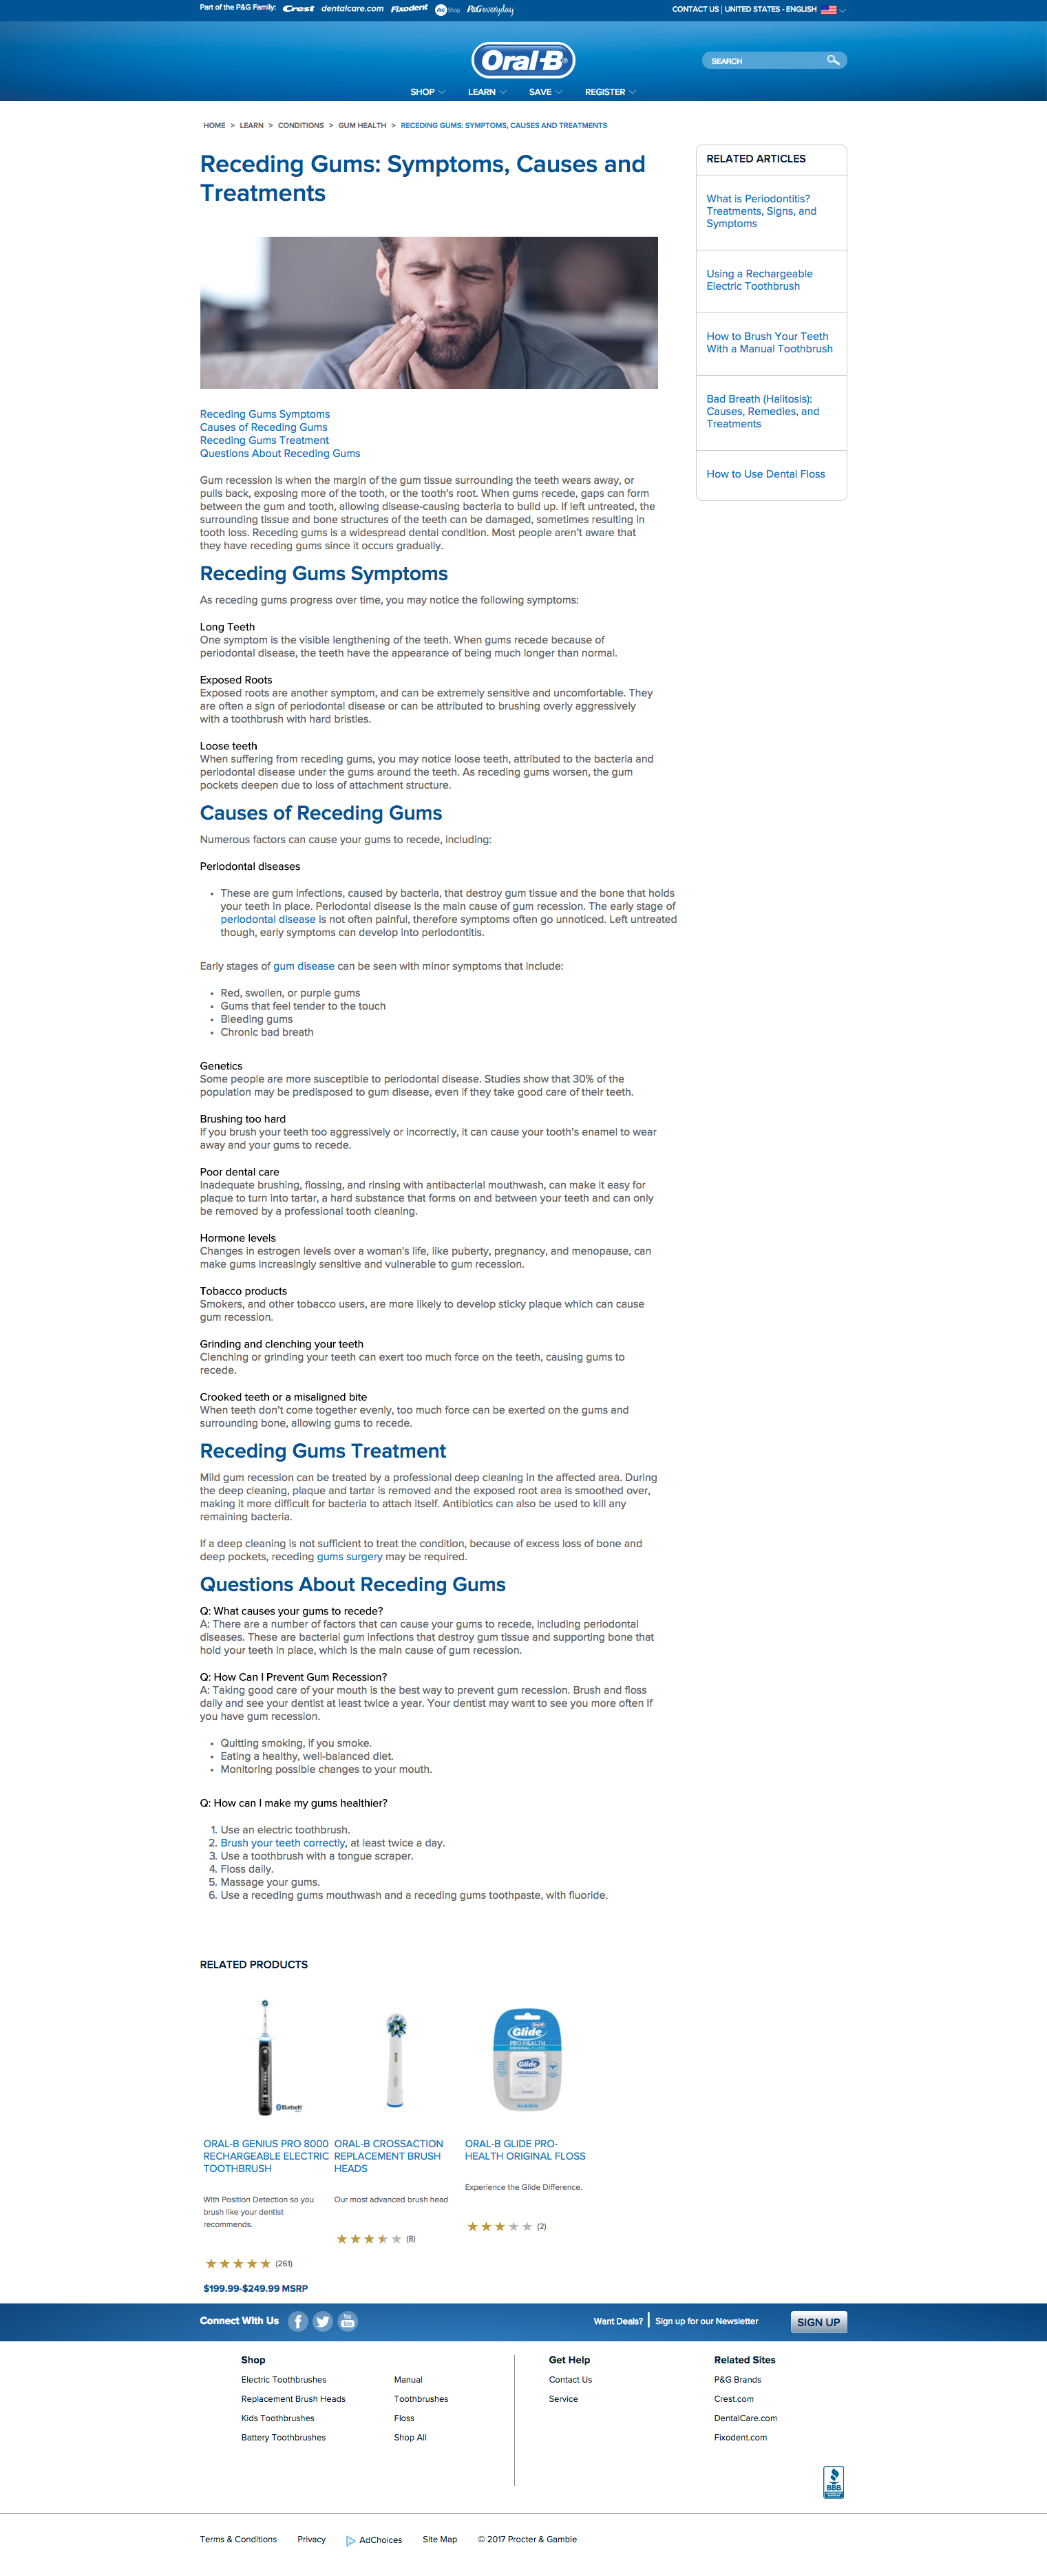 Part of the P&G Family: Crest dentalcare.com Fixodent P&G Shop P&G everyday
CONTACT US | UNITED STATES - ENGLISH
Oral-B
SEARCH
SHOP LEARN SAVE REGISTER
HOME > LEARN > CONDITIONS > GUM HEALTH > RECEDING GUMS: SYMPTOMS, CAUSES AND TREATMENTS
Receding Gums: Symptoms, Causes and
Treatments
RELATED ARTICLES
What is Periodontitis?
Treatments, Signs, and
Symptoms
Using a Rechargeable
Electric Toothbrush
How to Brush Your Teeth
With a Manual Toothbrush
Bad Breath (Halitosis):
Causes, Remedies, and
Treatments
How to Use Dental Floss
Receding Gums Symptoms
Causes of Receding Gums
Receding Gums Treatment
Questions About Receding Gums
Gum recession is when the margin of the gum tissue surrounding the teeth wears away, or
pulls back, exposing more of the tooth, or the tooth's root. When gums recede, gaps can form
between the gum and tooth, allowing disease-causing bacteria to build up. If left untreated, the
surrounding tissue and bone structures of the teeth can be damaged, sometimes resulting in
tooth loss. Receding gums is a widespread dental condition. Most people aren't aware that
they have receding gums since it occurs gradually.
Receding Gums Symptoms
As receding gums progress over time, you may notice the following symptoms:
Long Teeth
One symptom is the visible lengthening of the teeth. When gums recede because of
periodontal disease, the teeth have the appearance of being much longer than normal.
Exposed Roots
Exposed roots are another symptom, and can be extremely sensitive and uncomfortable. They
are often a sign of periodontal disease or can be attributed to brushing overly aggressively
with a toothbrush with hard bristles.
Loose teeth
When suffering from receding gums, you may notice loose teeth, attributed to the bacteria and
periodontal disease under the gums around the teeth. As receding gums worsen, the gum
pockets deepen due to loss of attachment structure.
Causes of Receding Gums
Numerous factors can cause your gums to recede, including:
Periodontal diseases
• These are gum infections, caused by bacteria, that destroy gum tissue and the bone that holds
your teeth in place. Periodontal disease is the main cause of gum recession. The early stage of
periodontal disease is not often painful, therefore symptoms often go unnoticed. Left untreated
though, early symptoms can develop into periodontitis.
Early stages of gum disease can be seen with minor symptoms that include:
• Red, swollen, or purple gums
• Gums that feel tender to the touch
• Bleeding gums
• Chronic bad breath
Genetics
Some people are more susceptible to periodontal disease. Studies show that 30% of the
population may be predisposed to gum disease, even if they take good care of their teeth.
Brushing too hard
If you brush your teeth too aggressively or incorrectly, it can cause your tooth's enamel to wear
away and your gums to recede.
Poor dental care
Inadequate brushing, flossing, and rinsing with antibacterial mouthwash, can make it easy for
plaque to turn into tartar, a hard substance that forms on and between your teeth and can only
be removed by a professional tooth cleaning.
Hormone levels
Changes in estrogen levels over a woman's life, like puberty, pregnancy, and menopause, can
make gums increasingly sensitive and vulnerable to gum recession.
Tobacco products
Smokers, and other tobacco users, are more likely to develop sticky plaque which can cause
gum recession.
Grinding and clenching your teeth
Clenching or grinding your teeth can exert too much force on the teeth, causing gums to
recede.
Crooked teeth or a misaligned bite
When teeth don't come together evenly, too much force can be exerted on the gums and
surrounding bone, allowing gums to recede.
Receding Gums Treatment
Mild gum recession can be treated by a professional deep cleaning in the affected area. During
the deep cleaning, plaque and tartar is removed and the exposed root area is smoothed over,
making it more difficult for bacteria to attach itself. Antibiotics can also be used to kill any
remaining bacteria.
If a deep cleaning is not sufficient to treat the condition, because of excess loss of bone and
deep pockets, receding gums surgery may be required.
Questions About Receding Gums
Q: What causes your gums to recede?
A: There are a number of factors that can cause your gums to recede, including periodontal
diseases. These are bacterial gum infections that destroy gum tissue and supporting bone that
hold your teeth in place, which is the main cause of gum recession.
Q: How Can I Prevent Gum Recession?
A: Taking good care of your mouth is the best way to prevent gum recession. Brush and floss
daily and see your dentist at least twice a year. Your dentist may want to see you more often If
you have gum recession.
• Quitting smoking, if you smoke.
• Eating a healthy, well-balanced diet.
• Monitoring possible changes to your mouth.
Q: How can I make my gums healthier?
1. Use an electric toothbrush.
2. Brush your teeth correctly, at least twice a day.
3. Use a toothbrush with a tongue scraper.
4. Floss daily.
5. Massage your gums.
6. Use a receding gums mouthwash and a receding gums toothpaste, with fluoride.
RELATED PRODUCTS
Bluetooth
Oral-B
Glide
PRO-HEALTH
ORIGINAL FLOSS
Glide
ORAL-B GENIUS PRO 8000
RECHARGEABLE ELECTRIC
TOOTHBRUSH
With Position Detection so you
brush like your dentist
recommends.
(261)
$199.99-$249.99 MSRP
ORAL-B CROSSACTION
REPLACEMENT BRUSH
HEADS
Our most advanced brush head
(8)
ORAL-B GLIDE PRO-
HEALTH ORIGINAL FLOSS
Experience the Glide Difference.
(2)
Connect With Us
You Tube
Want Deals? | Sign up for our Newsletter
SIGN UP
Shop
Electric Toothbrushes
Replacement Brush Heads
Kids Toothbrushes
Battery Toothbrushes
Manual
Toothbrushes
Floss
Shop All
Get Help
Contact Us
Service
Related Sites
P&G Brands
Crest.com
DentalCare.com
Fixodent.com
BBB
Terms & Conditions Privacy AdChoices Site Map © 2017 Procter & Gamble